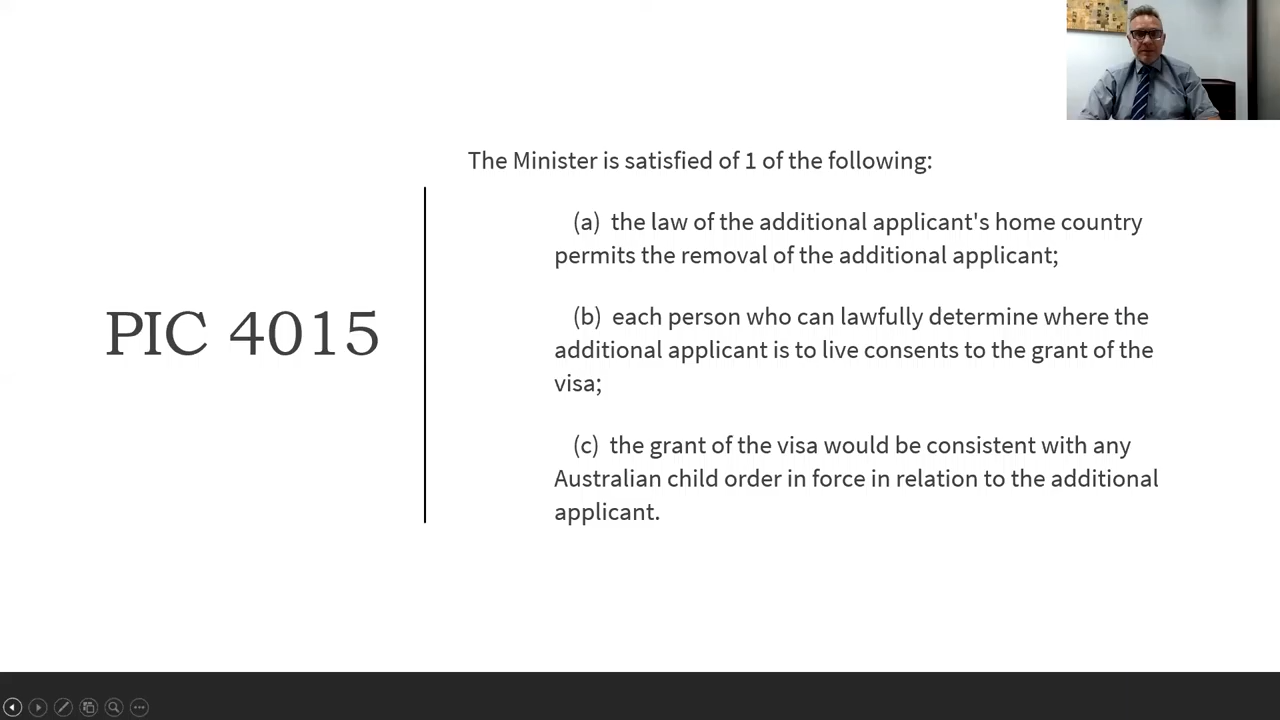 The Minister is satisfied of 1 of the following:
(a) the law of the additional applicant's home country
permits the removal of the additional applicant;
(b) each person who can lawfully determine where the
additional applicant is to live consents to the grant of the
visa;
(c) the grant of the visa would be consistent with any
Australian child order in force in relation to the additional
applicant.
PIC 4015